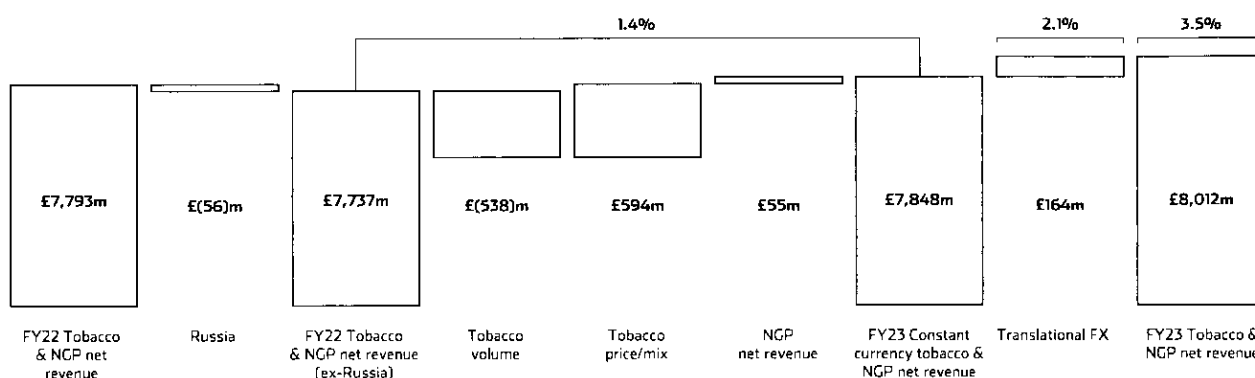 1.4%
2.1%
3.5%
£7,793m
£(56)m
£7,737m
£(538)m
£594m
£55m
£7,848m
£164m
£8,012m
FY22 Tobacco
& NGP net
revenue
Russia
FY22 Tobacco
& NGP net revenue
(ex-Russia)
Tobacco
volume
Tobacco
price/mix
NGP
net revenue
FY23 Constant
currency tobacco &
NGP net revenue
Translational FX
FY23 Tobacco &
NGP net revenue